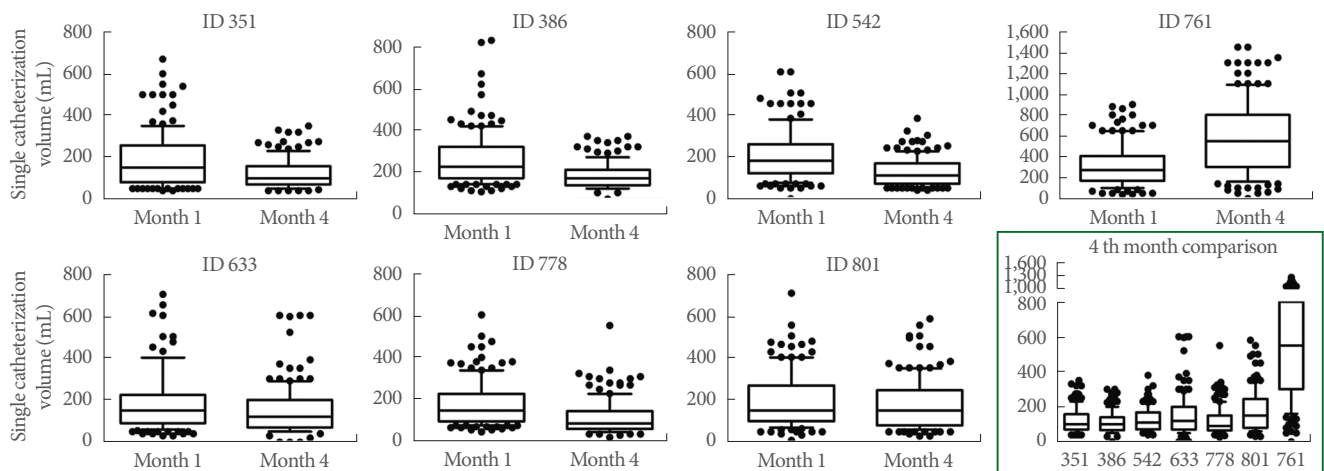 ID 351
Single catheterization
volume (mL)
800
600
400
200
0
Month 1 Month 4
ID 386
800
600
400
200
0
Month 1 Month 4
ID 542
800
600
400
200
0
Month 1 Month 4
ID 761
1,600
1,400
1,200
1,000
800
600
400
200
0
Month 1 Month 4
ID 633
Single catheterization
volume (mL)
800
600
400
200
0
Month 1 Month 4
ID 778
800
600
400
200
0
Month 1 Month 4
ID 801
800
600
400
200
0
Month 1 Month 4
4 th month comparison
1,600
1,300
1,000
800
600
400
200
0
351 386 542 633 778 801 761